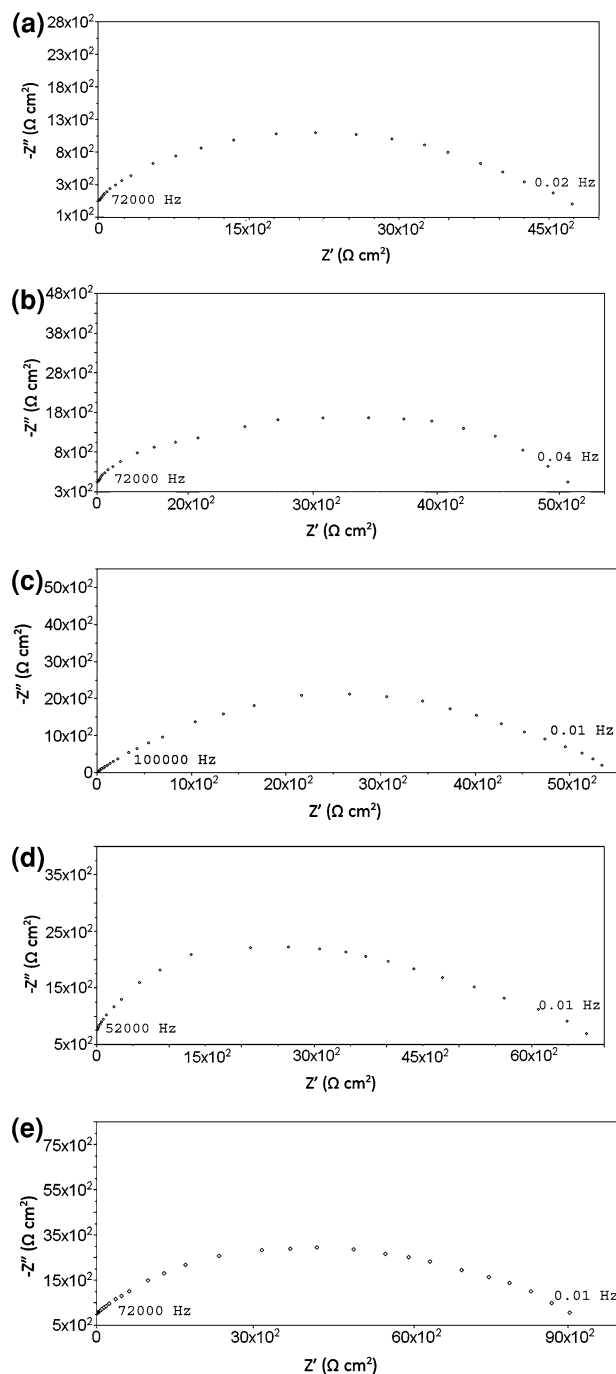 (a)
28x10²
23x10²
18x10²
13x10²
8x10²
3x10²
1x10²
-Z″ (Ω cm²)
72000 Hz
0.02 Hz
0
15x10²
30x10²
45x10²
Z′ (Ω cm²)
(b)
48x10²
38x10²
28x10²
18x10²
8x10²
3x10²
-Z″ (Ω cm²)
72000 Hz
0.04 Hz
0
20x10²
30x10²
40x10²
50x10²
Z′ (Ω cm²)
(c)
50x10²
40x10²
30x10²
20x10²
10x10²
0
-Z″ (Ω cm²)
100000 Hz
0.01 Hz
0
10x10²
20x10²
30x10²
40x10²
50x10²
Z′ (Ω cm²)
(d)
35x10²
25x10²
15x10²
5x10²
-Z″ (Ω cm²)
52000 Hz
0.01 Hz
0
15x10²
30x10²
45x10²
60x10²
Z′ (Ω cm²)
(e)
75x10²
35x10²
15x10²
5x10²
-Z″ (Ω cm²)
72000 Hz
0.01 Hz
0
30x10²
60x10²
90x10²
Z′ (Ω cm²)